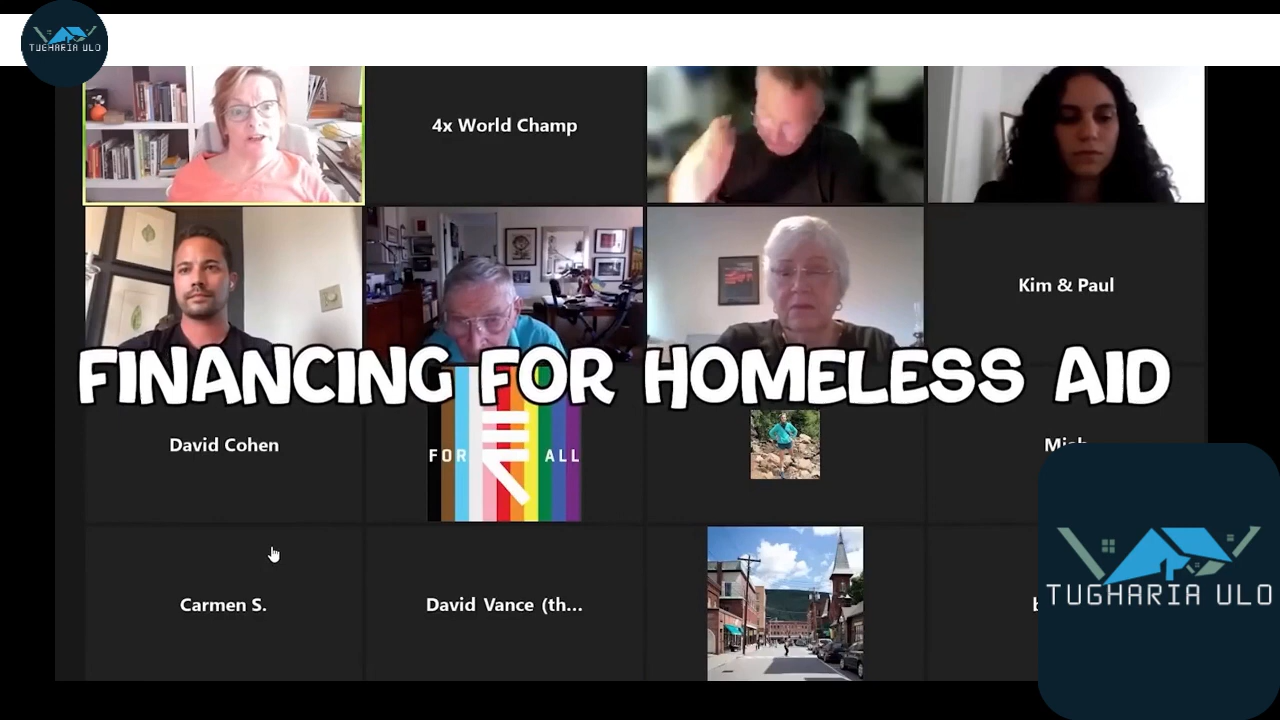 TUGHARIA ULO
4x World Champ
Kim & Paul
FINANCING FOR HOMELESS AID
David Cohen
FOR ALL
Carmen S.
David Vance (th...
TUGHARIA ULO